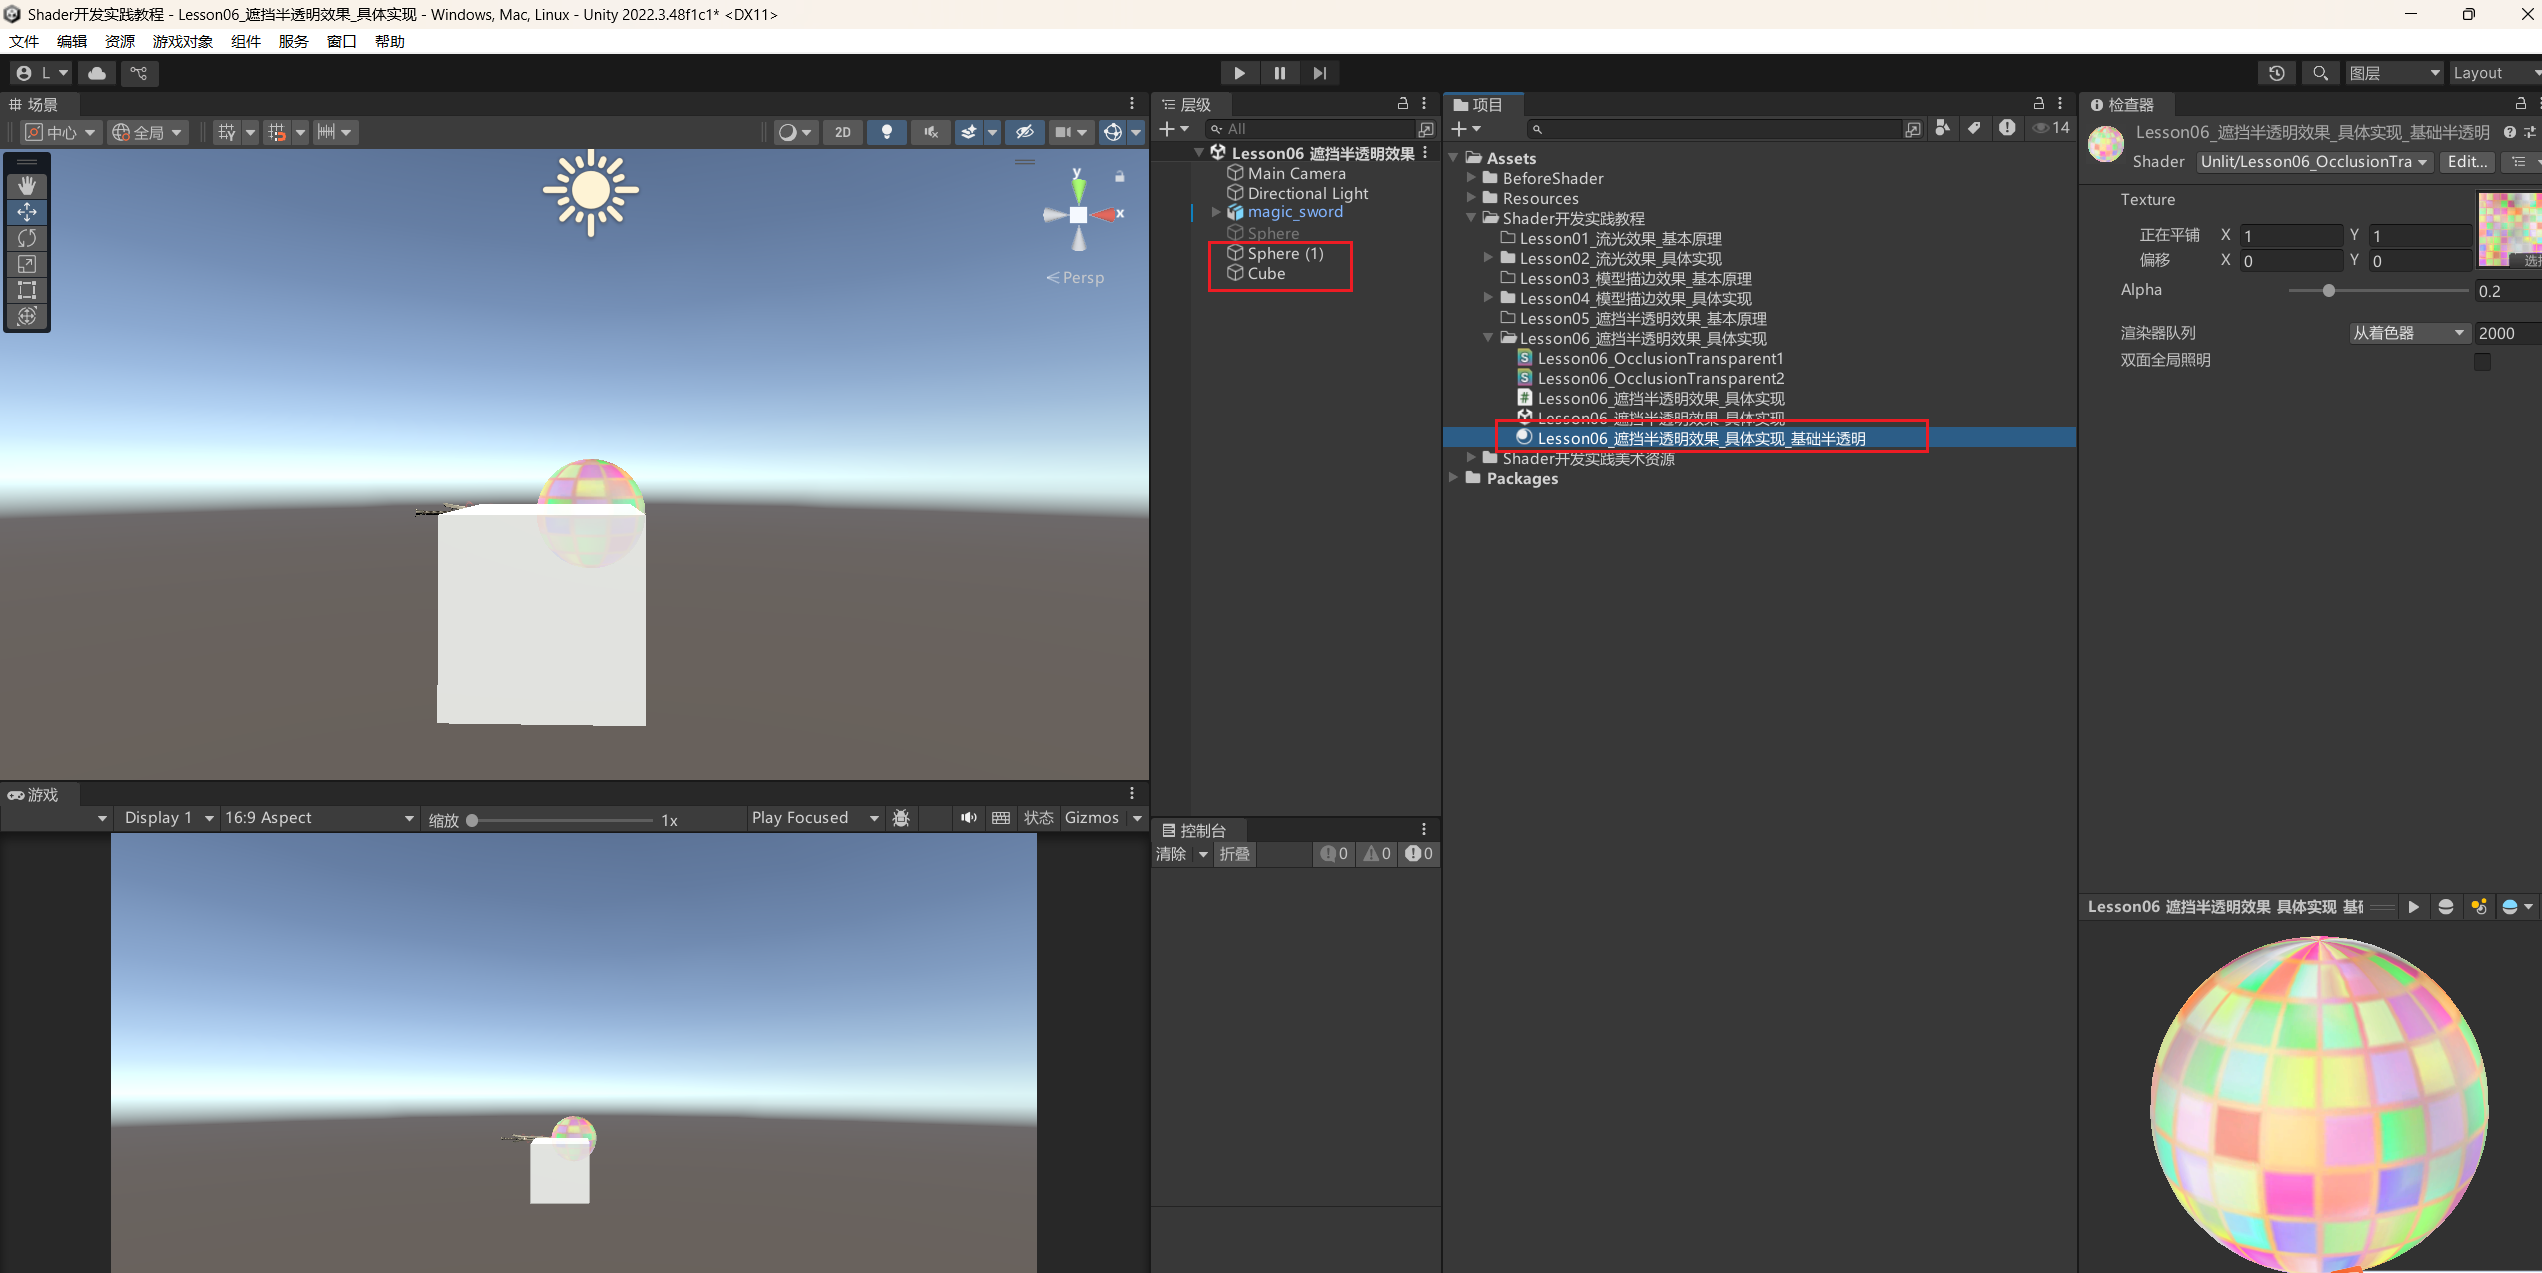 Shader开发实践教程 - Lesson06_遮挡半透明效果_具体实现 - Windows, Mac, Linux - Unity 2022.3.48f1c1* <DX11>
文件 编辑 资源 游戏对象 组件 服务 窗口 帮助
L
图层 Layout
场景
中心 全局 2D
y
x
Persp
层级
All
Lesson06 遮挡半透明效果
Main Camera
Directional Light
magic_sword
Sphere
Sphere (1)
Cube
项目
14
Assets
BeforeShader
Resources
Shader开发实践教程
Lesson01_流光效果_基本原理
Lesson02_流光效果_具体实现
Lesson03_模型描边效果_基本原理
Lesson04_模型描边效果_具体实现
Lesson05_遮挡半透明效果_基本原理
Lesson06_遮挡半透明效果_具体实现
Lesson06_OcclusionTransparent1
Lesson06_OcclusionTransparent2
Lesson06_遮挡半透明效果_具体实现
Lesson06_遮挡半透明效果_具体实现
Lesson06_遮挡半透明效果_具体实现_基础半透明
Shader开发实践美术资源
Packages
检查器
Lesson06_遮挡半透明效果_具体实现_基础半透明
Shader Unlit/Lesson06_OcclusionTra Edit...
Texture
正在平铺 X 1 Y 1
偏移 X 0 Y 0
选择
Alpha 0.2
渲染器队列 从着色器 2000
双面全局照明
游戏
Display 1 16:9 Aspect 缩放 1x Play Focused 状态 Gizmos
控制台
清除 折叠 0 0 0
Lesson06 遮挡半透明效果 具体实现 基础